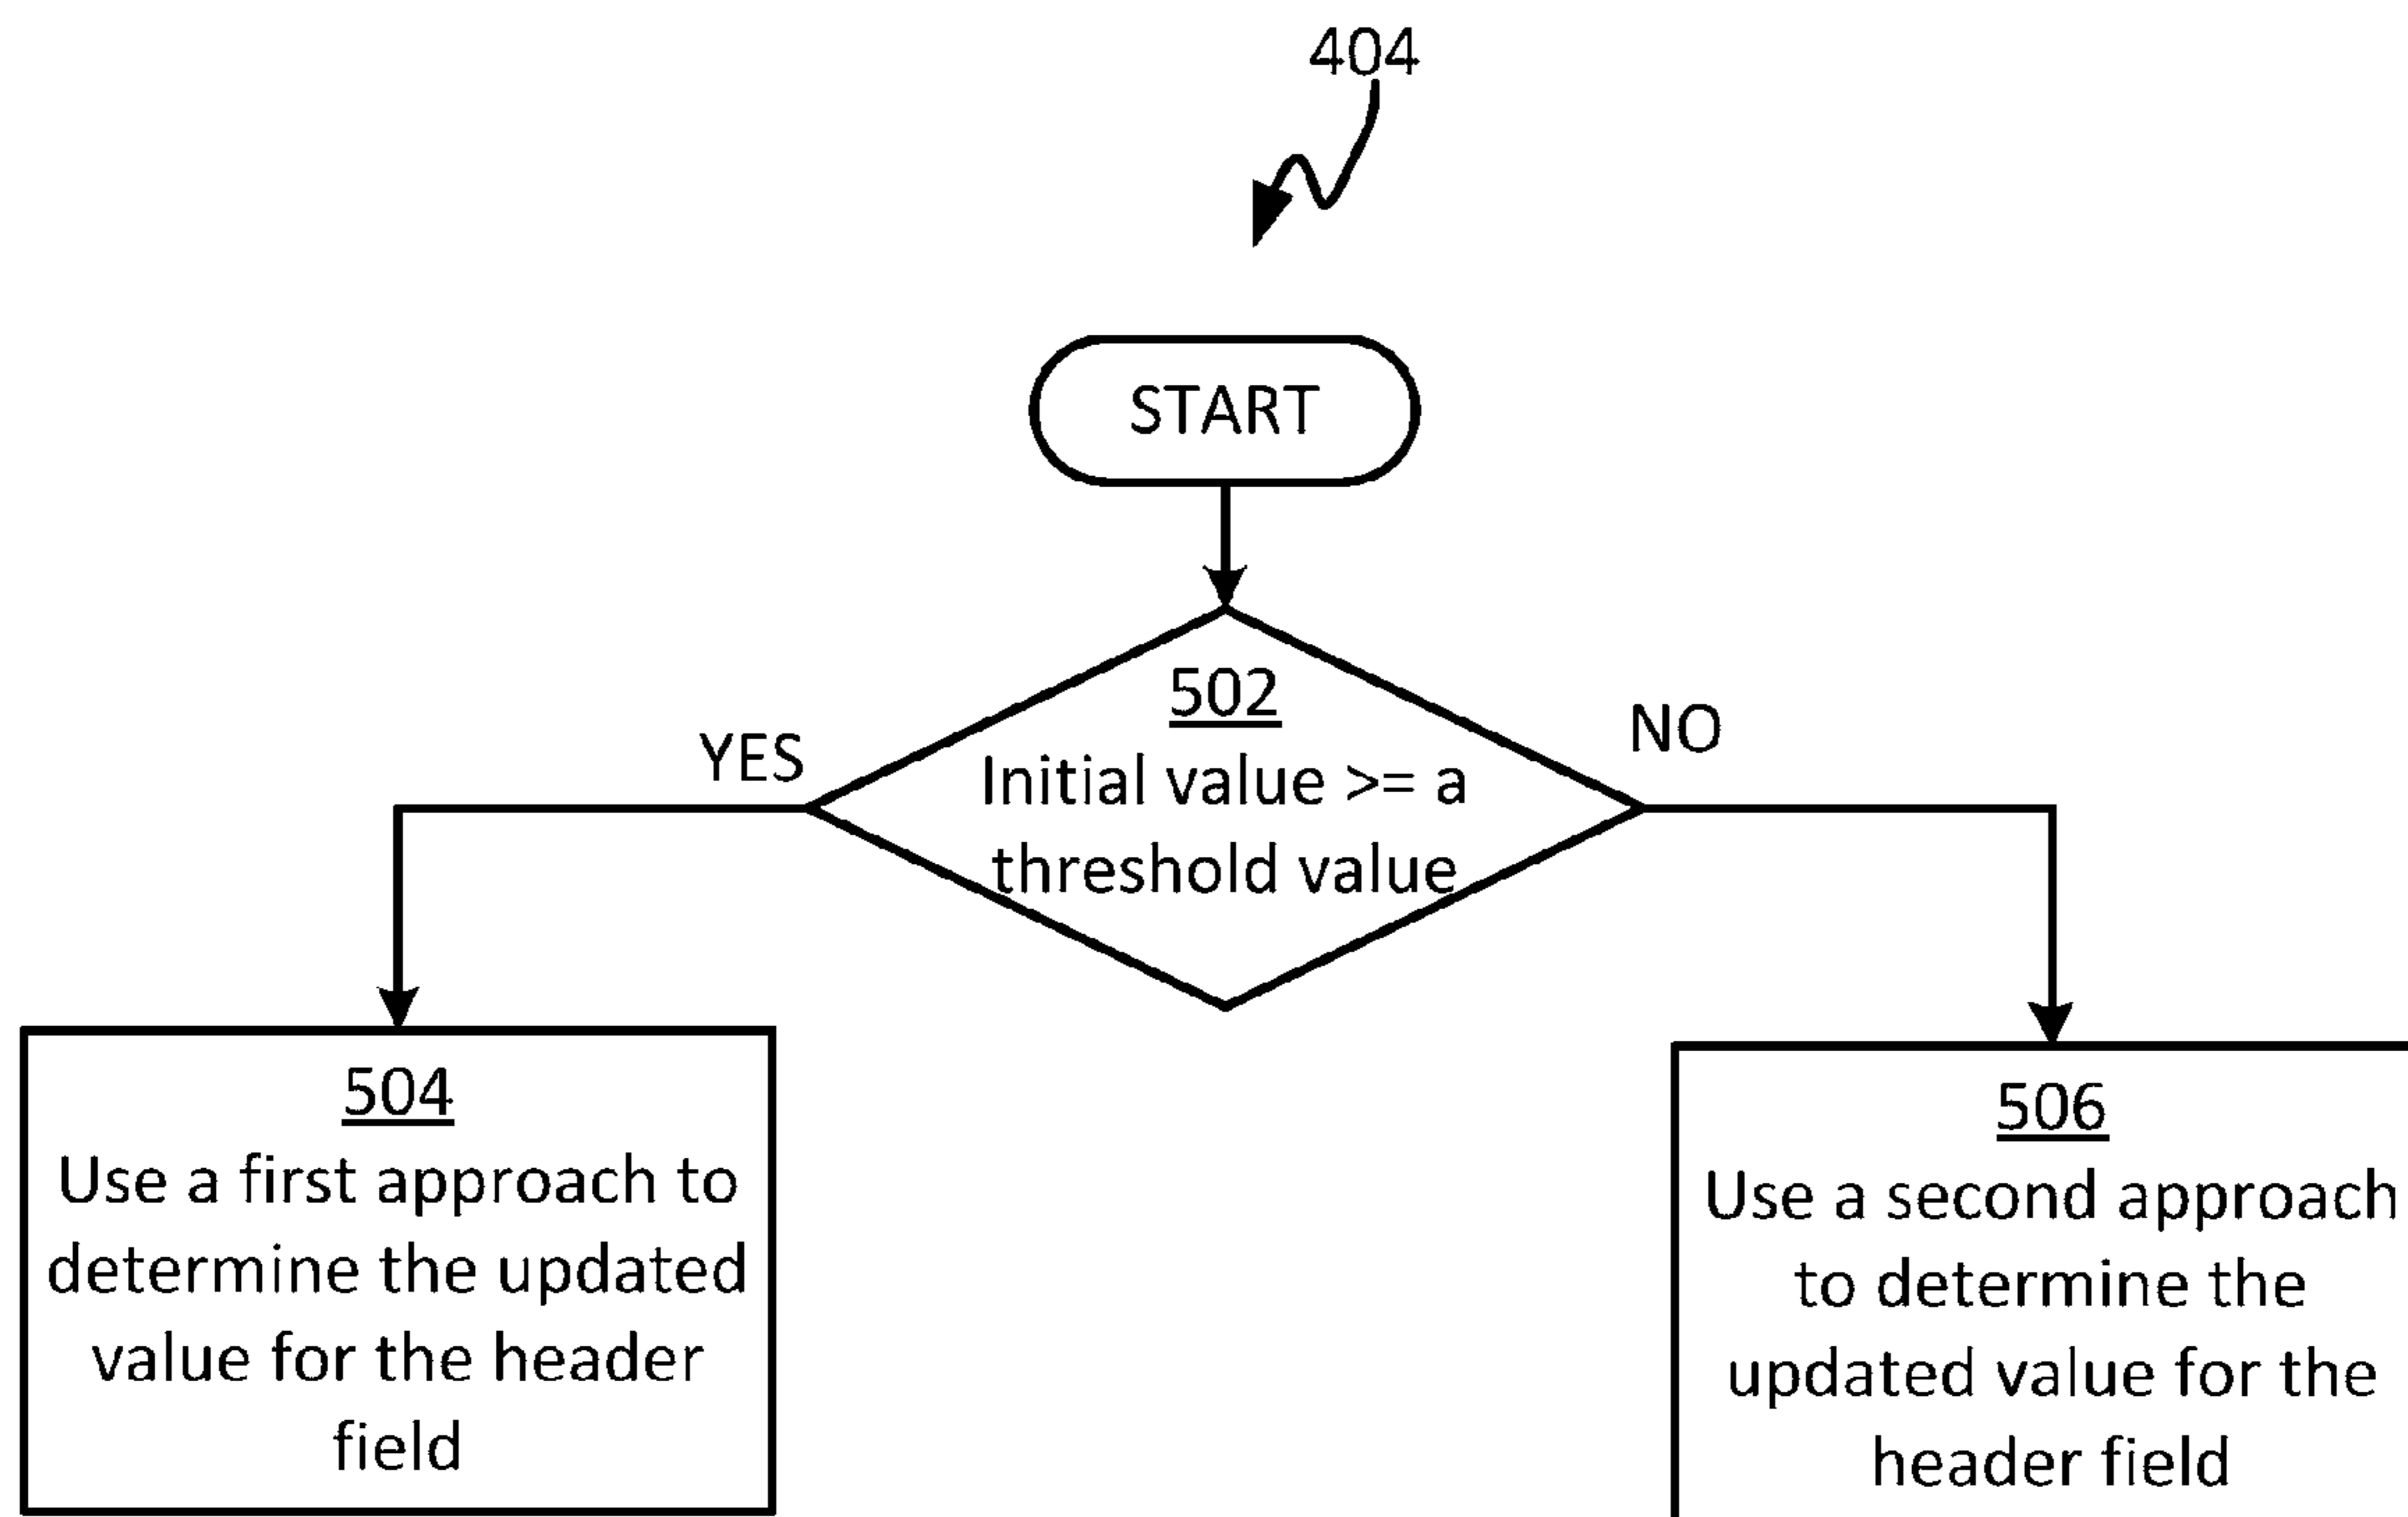 404
START
502
Initial value >= a
threshold value
YES
NO
504
Use a first approach to
determine the updated
value for the header
field
506
Use a second approach
to determine the
updated value for the
header field